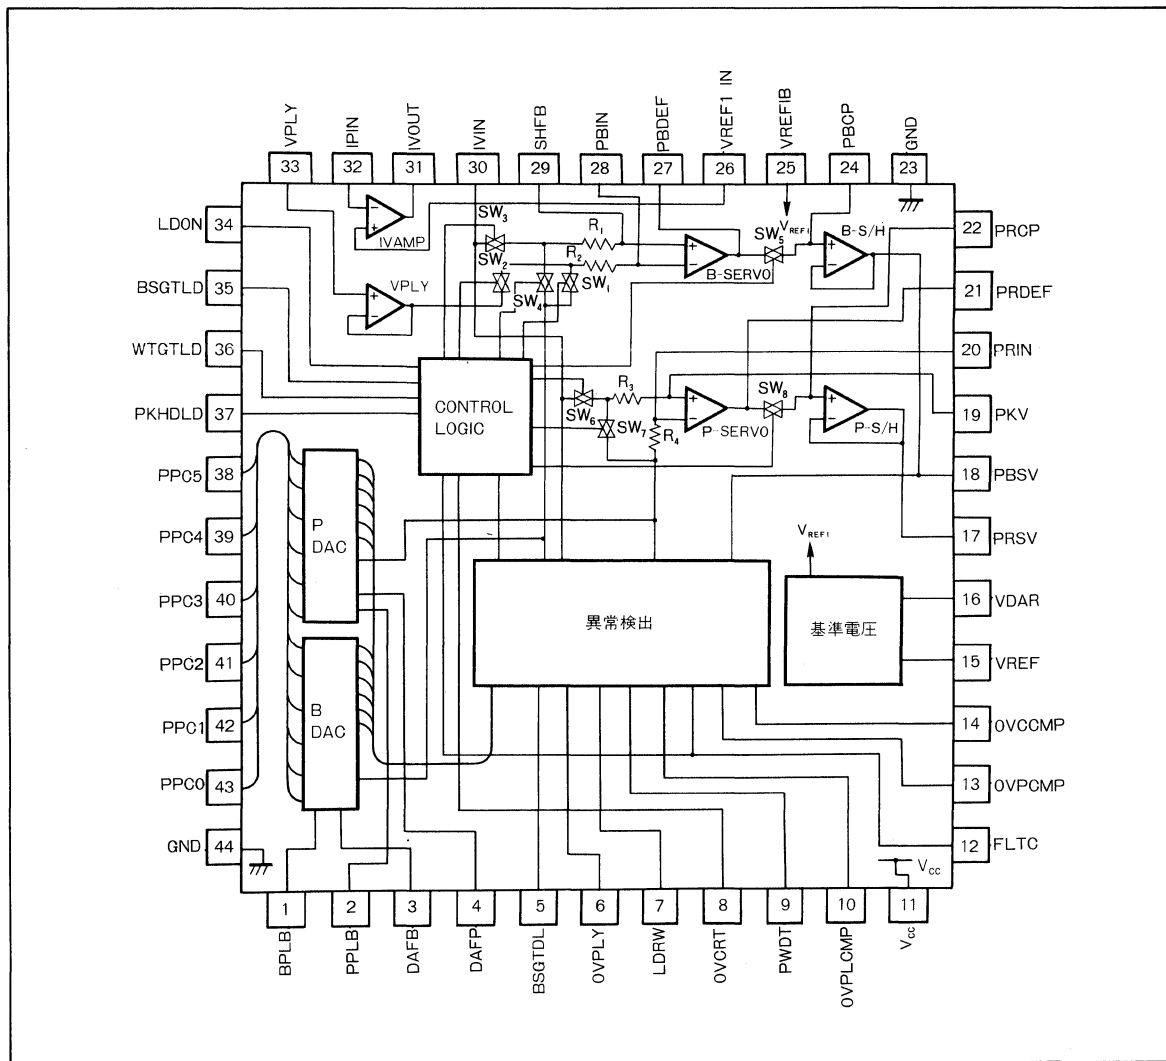 VPLY
IPIN
IVOUT
IVIN
SHFB
PBIN
PBDEF
VREF1 IN
VREFIB
PBCP
GND
33
32
31
30
29
28
27
26
25
24
23
LDON 34
BSGTLD 35
WTGTLD 36
PKHDLD 37
PPC5 38
PPC4 39
PPC3 40
PPC2 41
PPC1 42
PPC0 43
GND 44
22 PRCP
21 PRDEF
20 PRIN
19 PKV
18 PBSV
17 PRSV
16 VDAR
15 VREF
14 OVCCMP
13 OVPCMP
12 FLTC
IVAMP
VPLY
SW3
SW2
SW4
SW1
R1
R2
B-SERVO
VREF1
SW5
B-S/H
CONTROL
LOGIC
SW6
SW7
R3
R4
P-SERVO
SW8
P-S/H
P
DAC
B
DAC
異常検出
VREF1
基準電圧
VCC
1
2
3
4
5
6
7
8
9
10
11
BPLB
PPLB
DAFB
DAFP
BSGTDL
OVPLY
LDRW
OVCRT
PWDT
OVPLCMP
Vcc